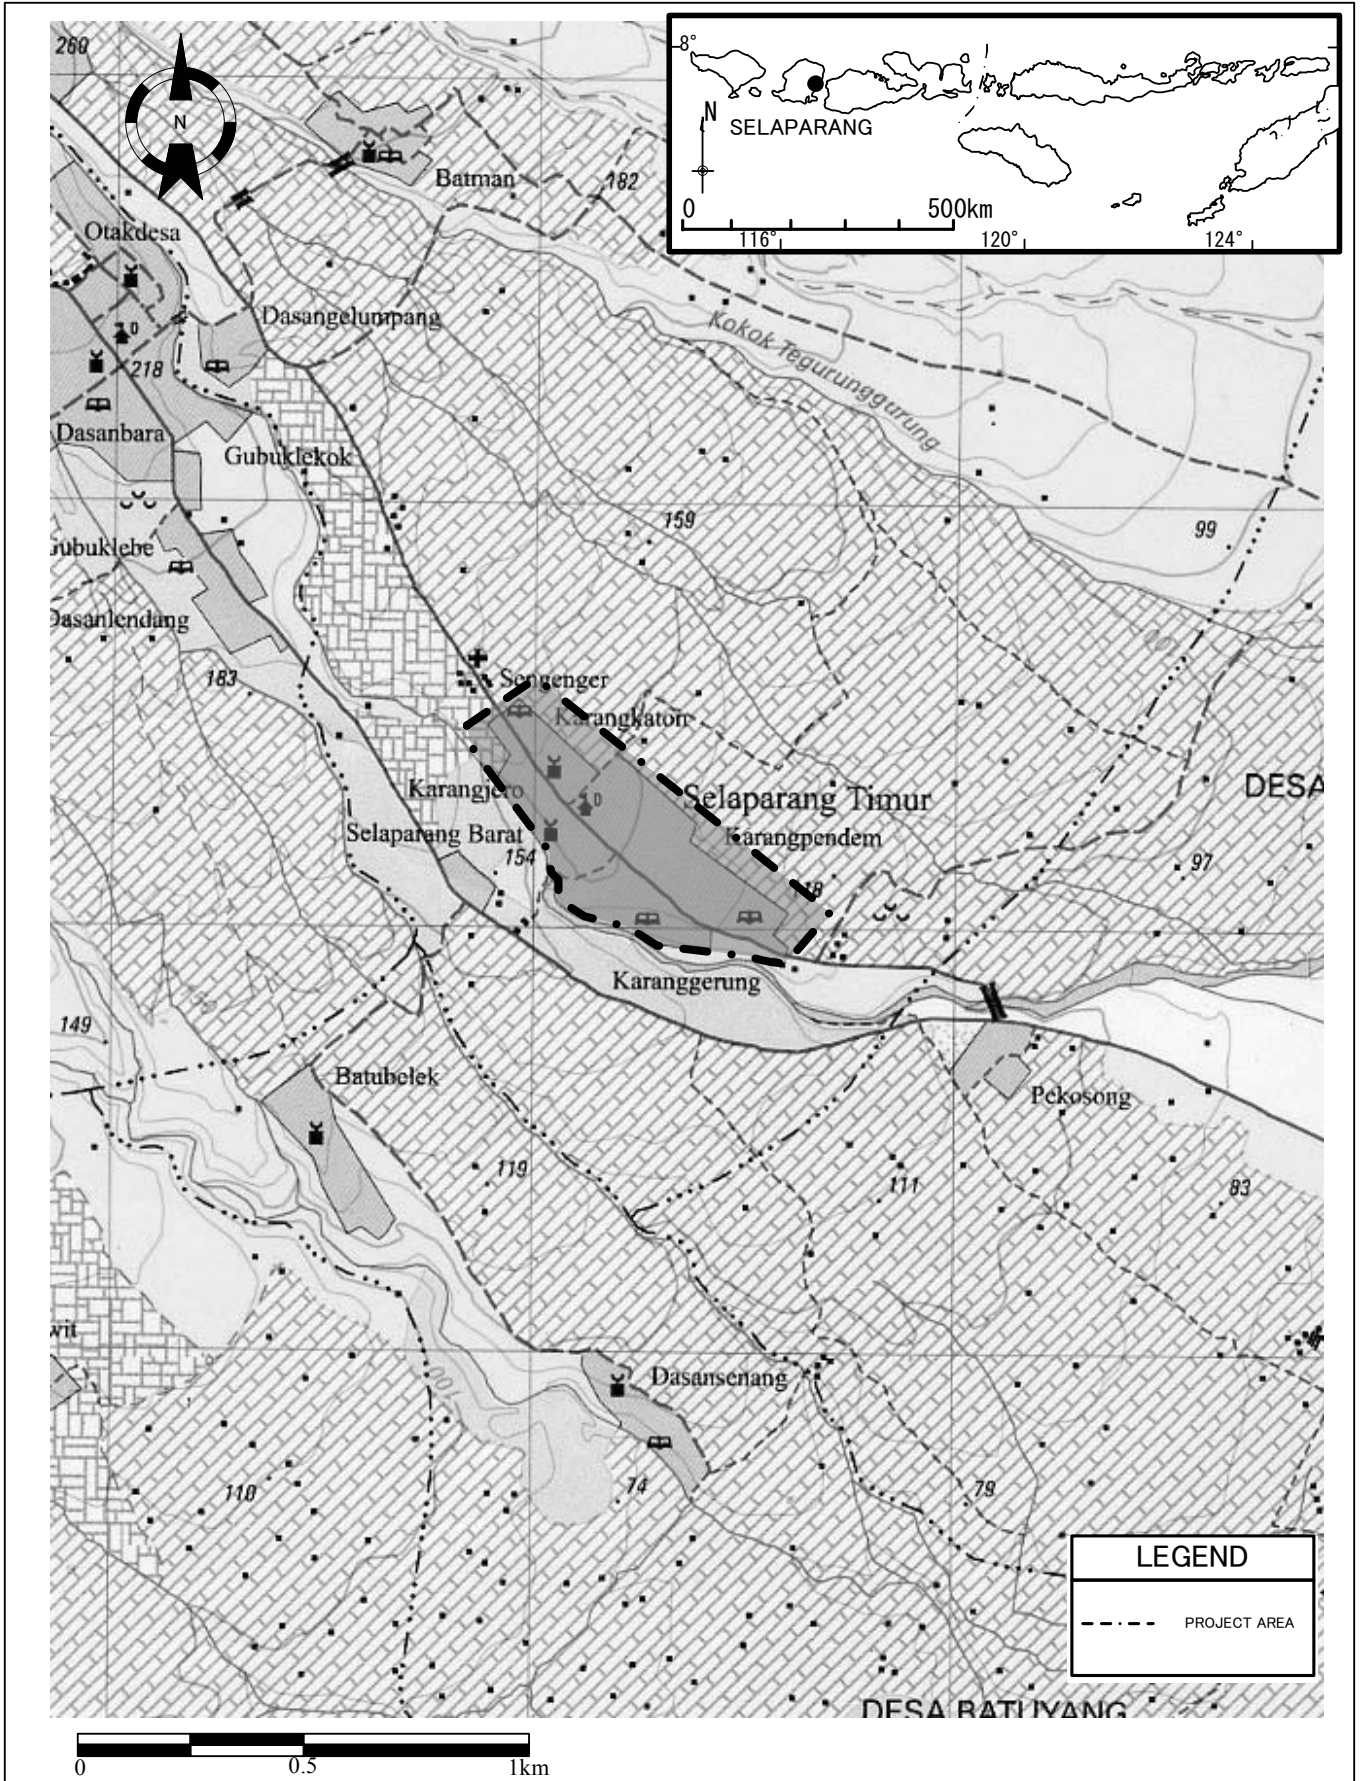 260
N
8°
N
SELAPARANG
0 500km
116° 120° 124°
Batman
182
Otakdesa
Dasangelumpang
Kokok Tegurunggurung
218
Dasanbara
Gubuklekok
159
99
Dasanlendang
183
Sengenger
Karangkaton
Karangjero
Selaparang Timur
DESA
Selaparang Barat
Karangpendem
154
97
118
Karanggerung
149
Batubelek
Pekosong
119
111
83
Dasansenang
100
110
74
79
LEGEND
PROJECT AREA
DESA BATUYANG
0 0.5 1km